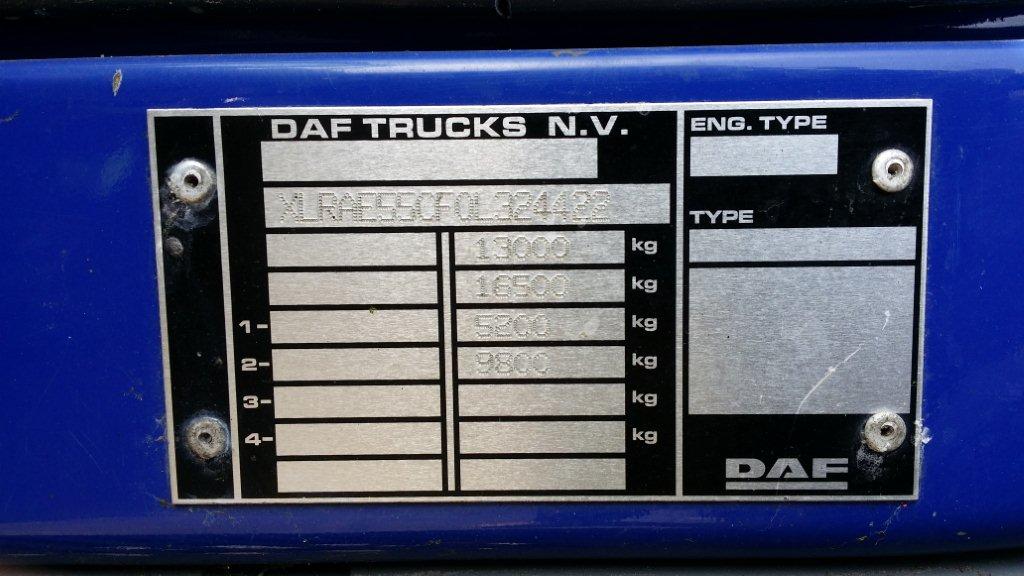 DAF TRUCKS N.V.
ENG. TYPE
XLRAE55CF0L324422
TYPE
13000 kg
16500 kg
1- 5200 kg
2- 9800 kg
3- kg
4- kg
DAF